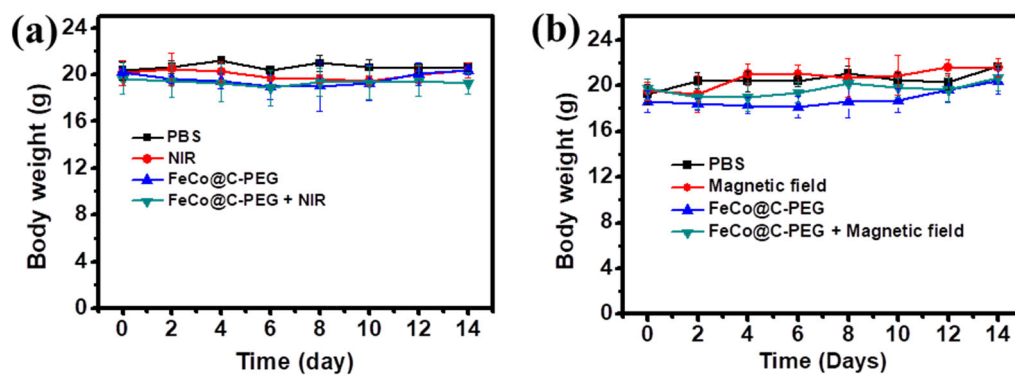 (a)
Body weight (g)
24
20
16
12
8
4
0
PBS
NIR
FeCo@C-PEG
FeCo@C-PEG + NIR
0 2 4 6 8 10 12 14
Time (day)
(b)
Body weight (g)
24
20
16
12
8
4
0
PBS
Magnetic field
FeCo@C-PEG
FeCo@C-PEG + Magnetic field
0 2 4 6 8 10 12 14
Time (Days)